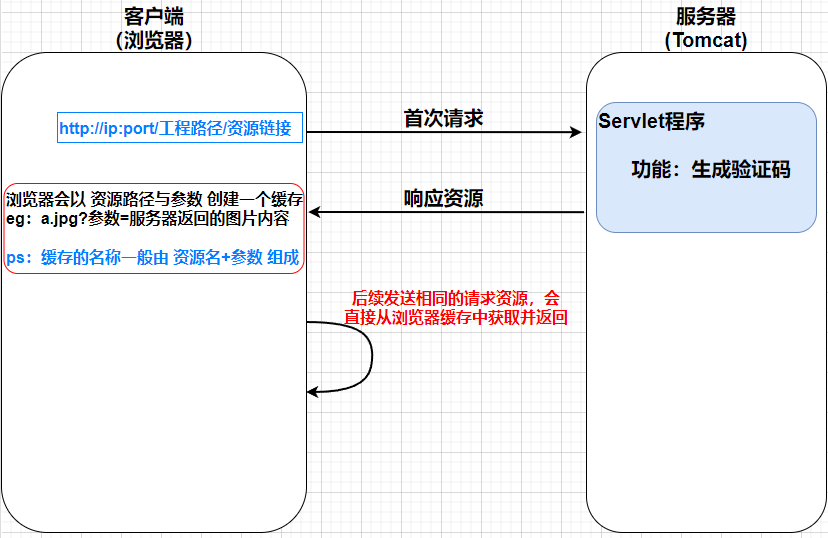 客户端
（浏览器）
服务器
(Tomcat)
http://ip:port/工程路径/资源链接
首次请求
Servlet程序
功能：生成验证码
浏览器会以 资源路径与参数 创建一个缓存
eg：a.jpg?参数=服务器返回的图片内容
ps：缓存的名称一般由 资源名+参数 组成
响应资源
后续发送相同的请求资源，会
直接从浏览器缓存中获取并返回